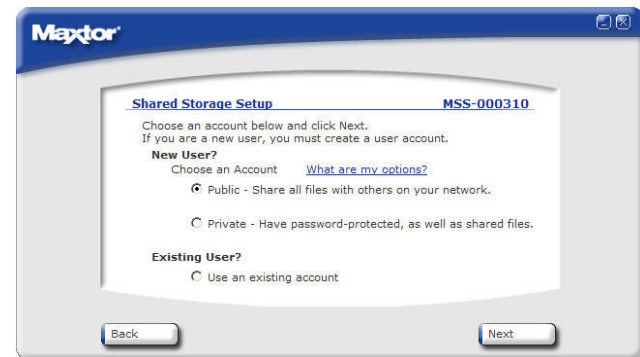 Maxtor
Shared Storage Setup MSS-000310
Choose an account below and click Next.
If you are a new user, you must create a user account.
New User?
Choose an Account What are my options?
Public - Share all files with others on your network.
Private - Have password-protected, as well as shared files.
Existing User?
Use an existing account
Back Next